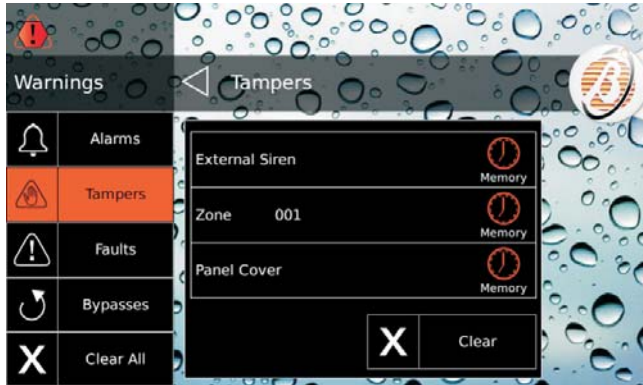 Warnings
Tampers
Alarms
Tampers
Faults
Bypasses
X Clear All
External Siren
Memory
Zone 001
Memory
Panel Cover
Memory
X Clear
B